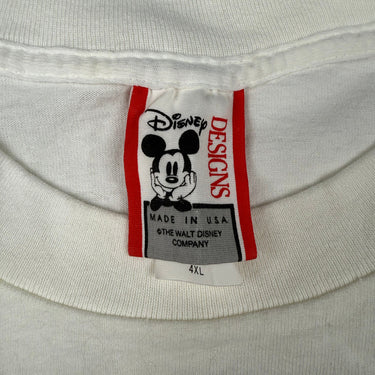 Disney
DESIGNS
MADE IN U.S.A.
©THE WALT DISNEY
COMPANY
4XL